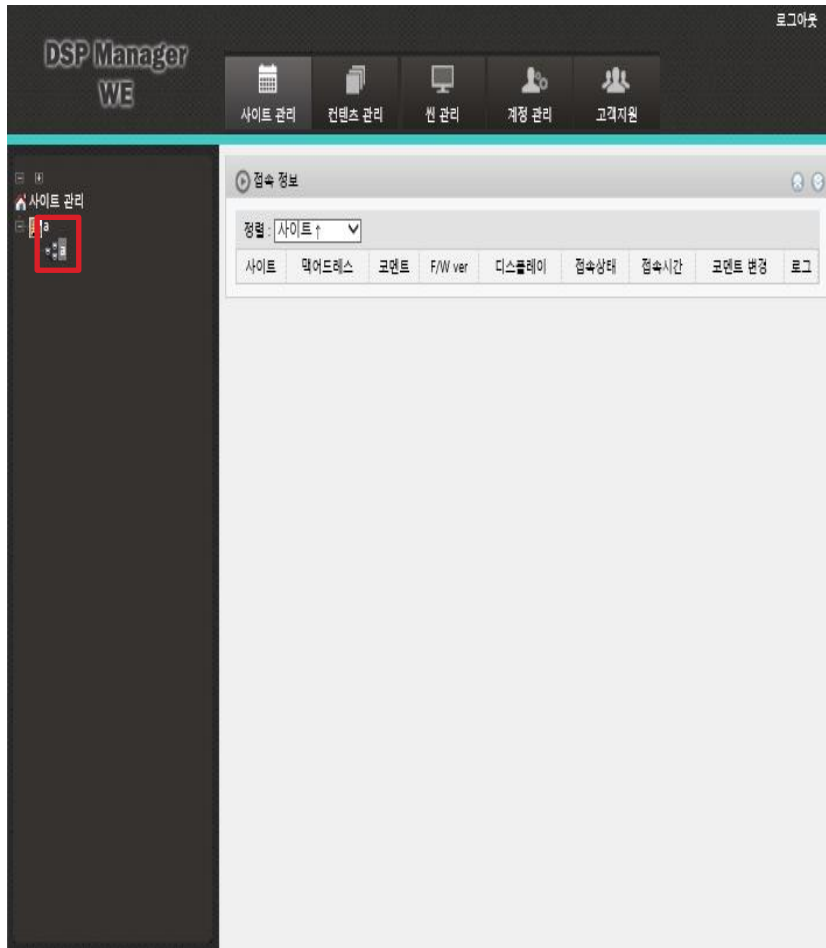 로그아웃
DSP Manager
WE
사이트 관리 컨텐츠 관리 씬 관리 계정 관리 고객지원
사이트 관리
a
a
접속 정보
정렬 : 사이트↑
사이트 맥어드레스 코멘트 F/W ver 디스플레이 접속상태 접속시간 코멘트 변경 로그